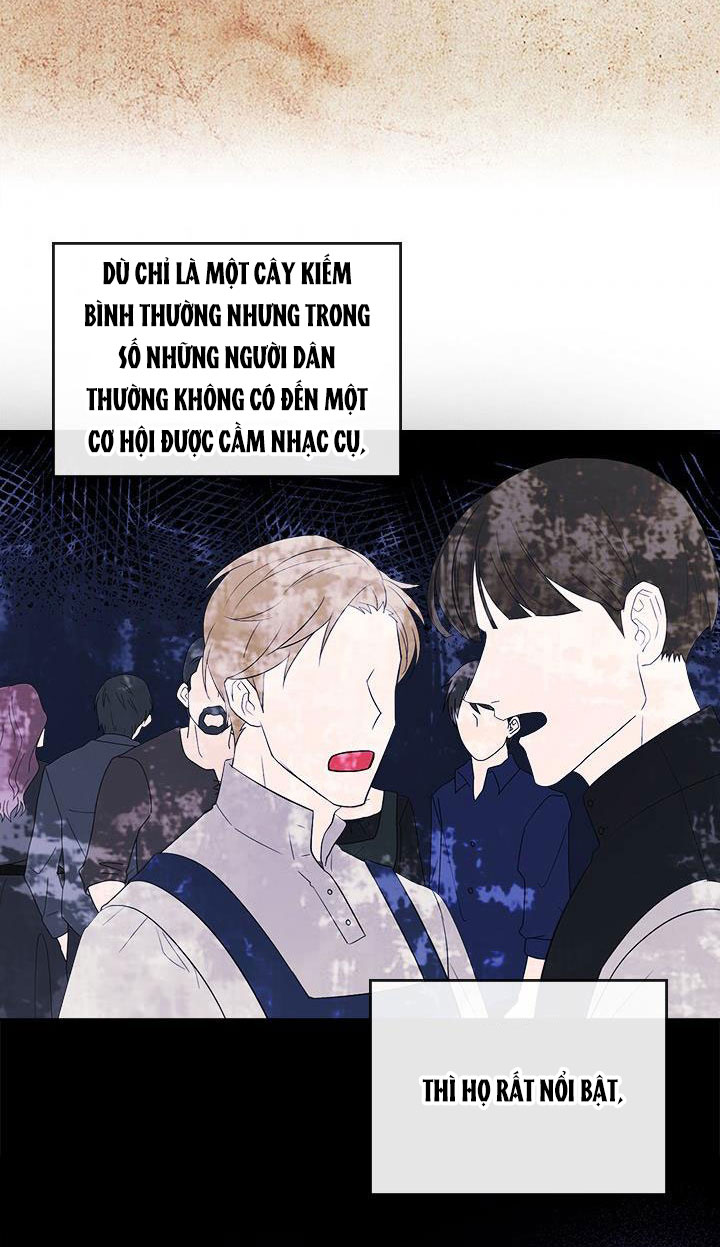 DÙ CHỈ LÀ MỘT CÂY KIẾM
BÌNH THƯỜNG NHƯNG TRONG
SỐ NHỮNG NGƯỜI DÂN
THƯỜNG KHÔNG CÓ ĐẾN MỘT
CƠ HỘI ĐƯỢC CẦM NHẠC CỤ,
THÌ HỌ RẤT NỔI BẬT,